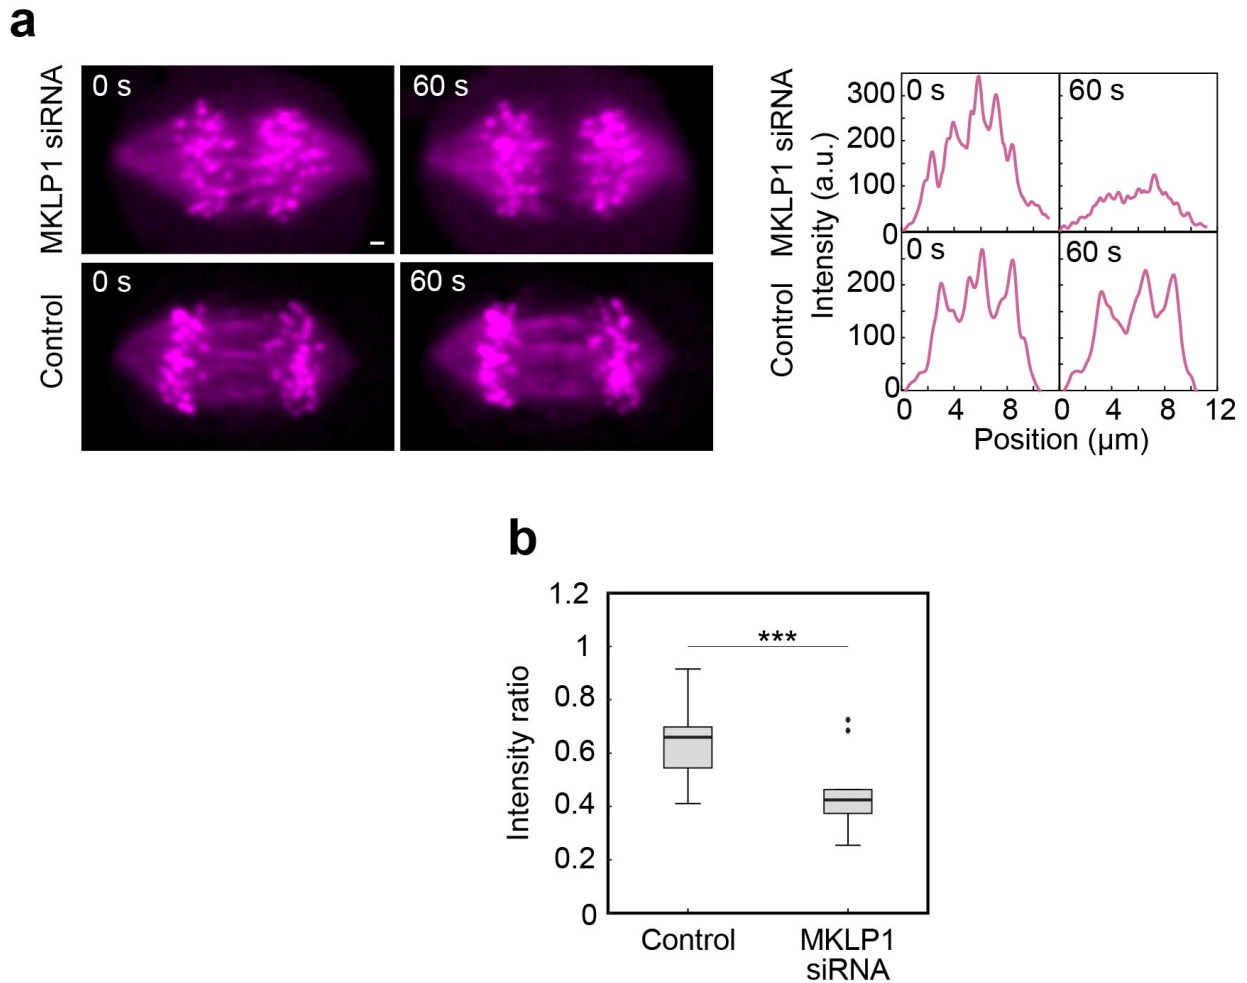 a
MKLP1 siRNA
0 s
60 s
Control
0 s
60 s
MKLP1 siRNA
Control
Intensity (a.u.)
300
200
100
0
200
100
0
0 s
60 s
0 s
60 s
0 4 8 0 4 8 12
Position (µm)
b
Intensity ratio
1.2
1
0.8
0.6
0.4
0.2
0
***
Control
MKLP1
siRNA